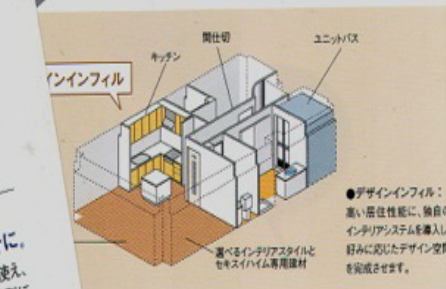 間仕切
ユニットバス
キッチン
インインフィル
選べるインテリアスタイルと
セキスイハイム専用建材
●デザインインフィル：
高い居住性能に、独自の
インテリアシステムを導入し
好みに応じたデザイン空間
を完成させます。
に。
使え、